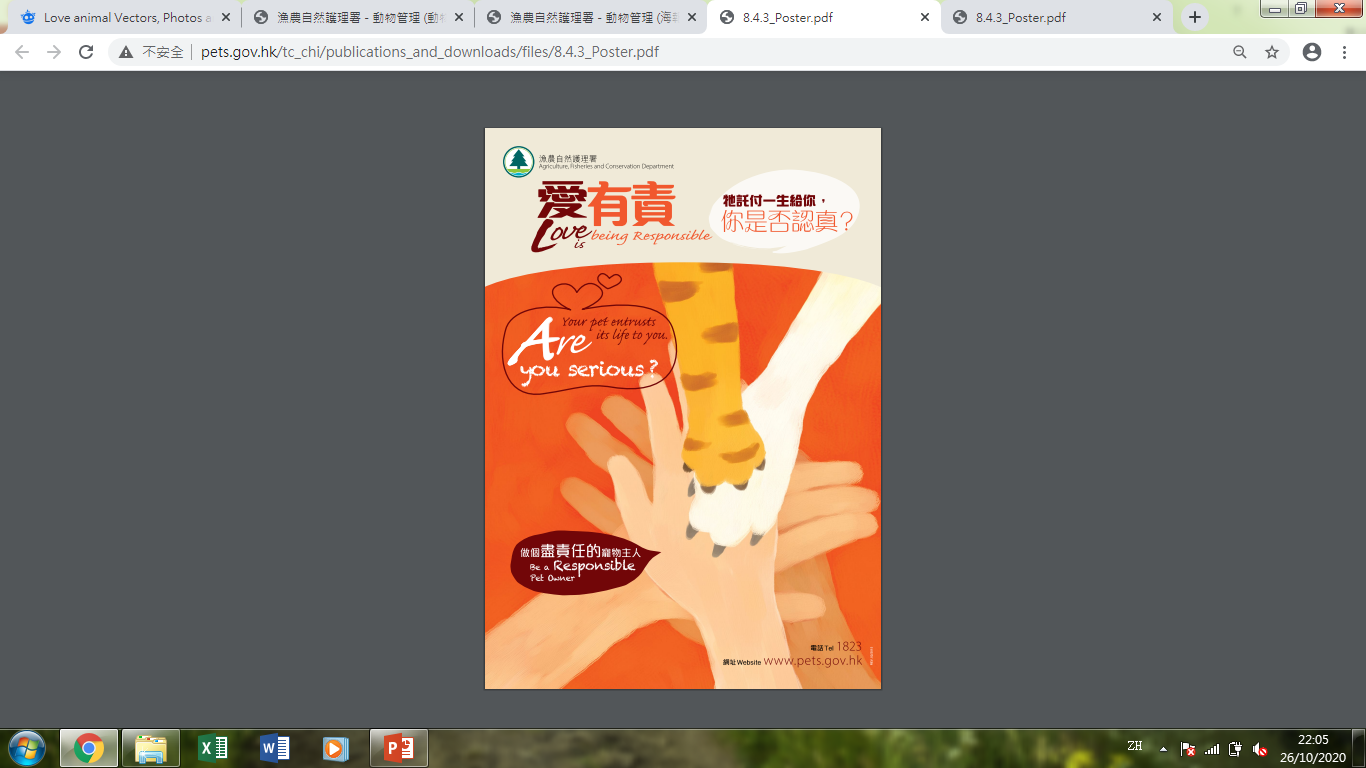 Love animal Vectors, Photos a
漁農自然護理署 - 動物管理 (動物
漁農自然護理署 - 動物管理 (海報
8.4.3_Poster.pdf
8.4.3_Poster.pdf
不安全
pets.gov.hk/tc_chi/publications_and_downloads/files/8.4.3_Poster.pdf
漁農自然護理署
Agriculture, Fisheries and Conservation Department
愛有責
Love is being Responsible
牠託付一生給你，
你是否認真?
Your pet entrusts
its life to you.
Are
you serious?
做個盡責任的寵物主人
Be a Responsible
Pet Owner
電話 Tel 1823
網址 Website www.pets.gov.hk
ZH
22:05
26/10/2020